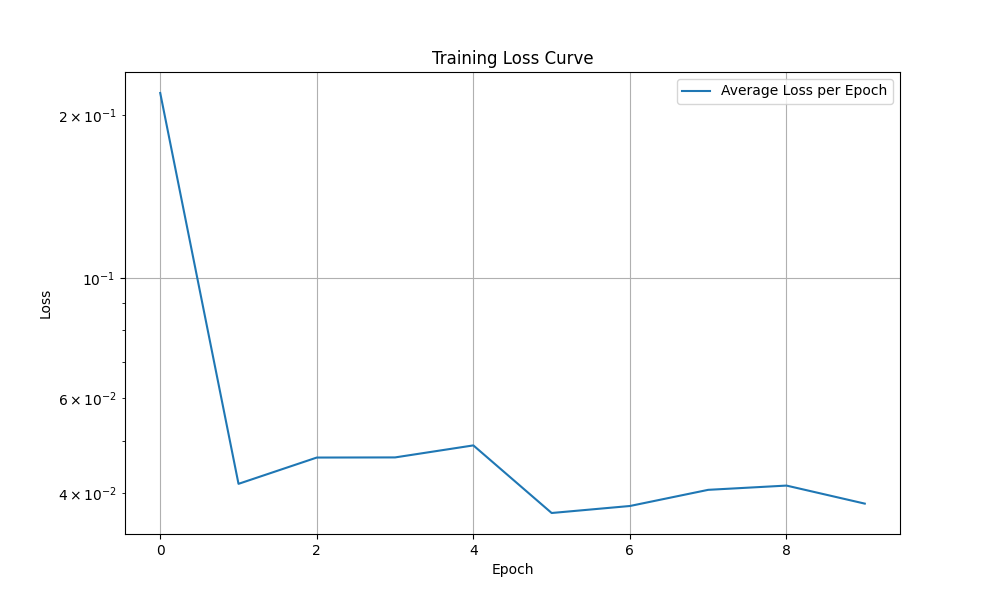 Training Loss Curve
Average Loss per Epoch
2 × 10⁻¹
10⁻¹
6 × 10⁻²
4 × 10⁻²
Loss
0 2 4 6 8
Epoch